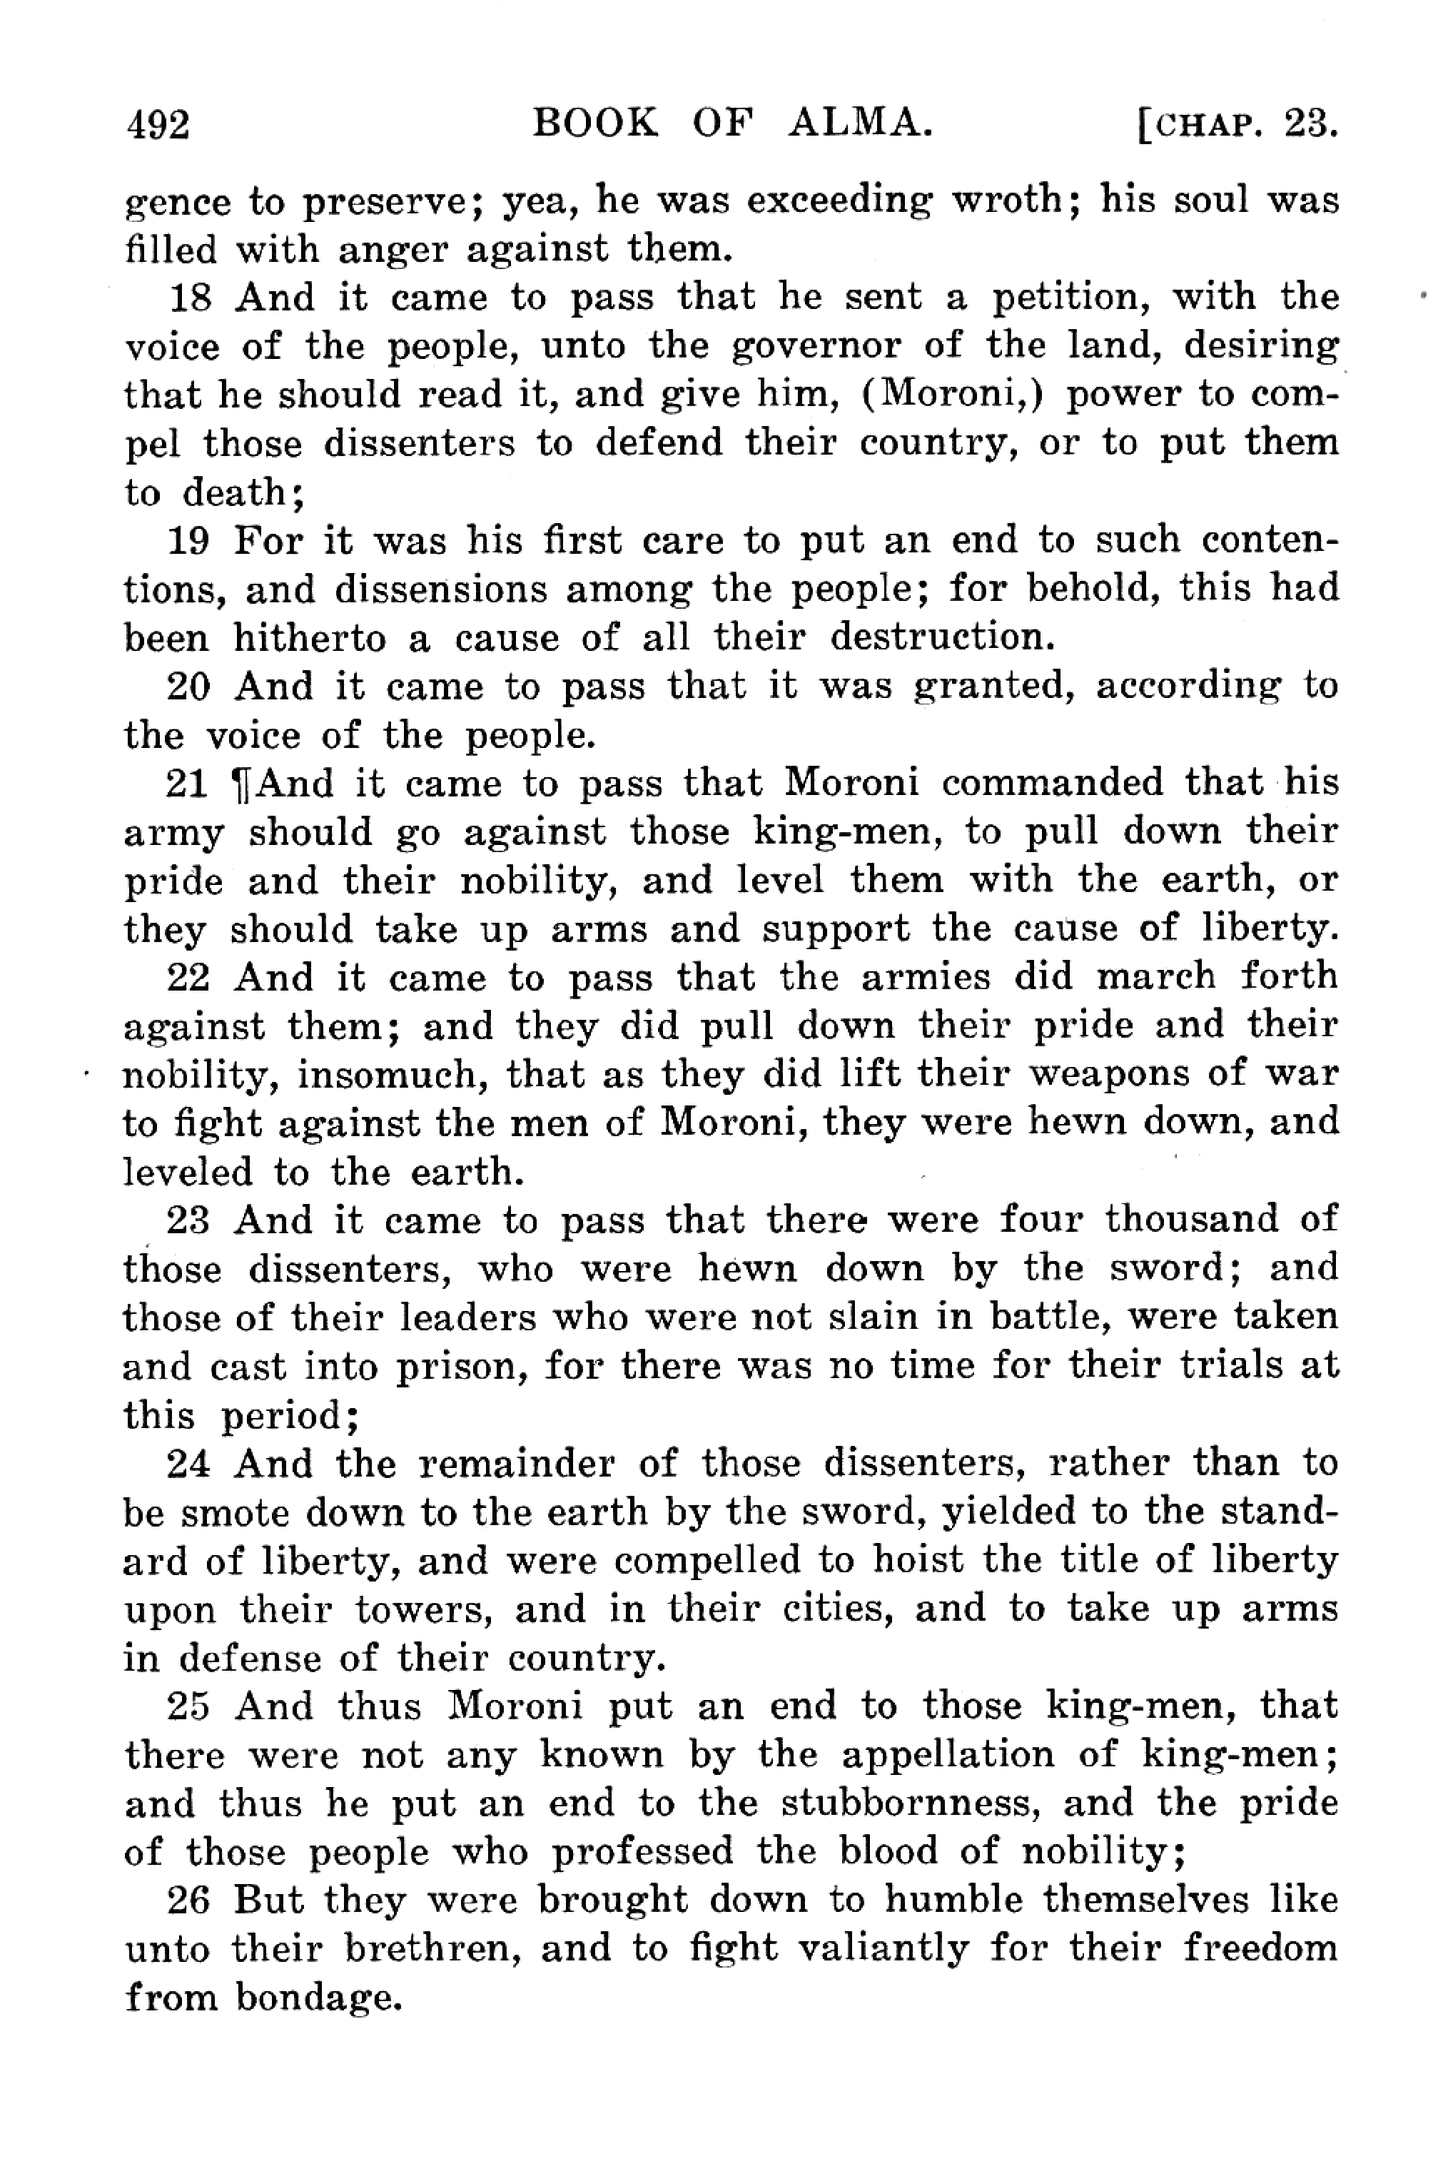 492 BOOK OF ALMA. [CHAP. 23.
gence to preserve; yea, he was exceeding wroth; his soul was
filled with anger against them.
18 And it came to pass that he sent a petition, with the
voice of the people, unto the governor of the land, desiring
that he should read it, and give him, (Moroni,) power to com-
pel those dissenters to defend their country, or to put them
to death;
19 For it was his first care to put an end to such conten-
tions, and dissensions among the people; for behold, this had
been hitherto a cause of all their destruction.
20 And it came to pass that it was granted, according to
the voice of the people.
21 ¶And it came to pass that Moroni commanded that his
army should go against those king-men, to pull down their
pride and their nobility, and level them with the earth, or
they should take up arms and support the cause of liberty.
22 And it came to pass that the armies did march forth
against them; and they did pull down their pride and their
nobility, insomuch, that as they did lift their weapons of war
to fight against the men of Moroni, they were hewn down, and
leveled to the earth.
23 And it came to pass that there were four thousand of
those dissenters, who were hewn down by the sword; and
those of their leaders who were not slain in battle, were taken
and cast into prison, for there was no time for their trials at
this period;
24 And the remainder of those dissenters, rather than to
be smote down to the earth by the sword, yielded to the stand-
ard of liberty, and were compelled to hoist the title of liberty
upon their towers, and in their cities, and to take up arms
in defense of their country.
25 And thus Moroni put an end to those king-men, that
there were not any known by the appellation of king-men;
and thus he put an end to the stubbornness, and the pride
of those people who professed the blood of nobility;
26 But they were brought down to humble themselves like
unto their brethren, and to fight valiantly for their freedom
from bondage.